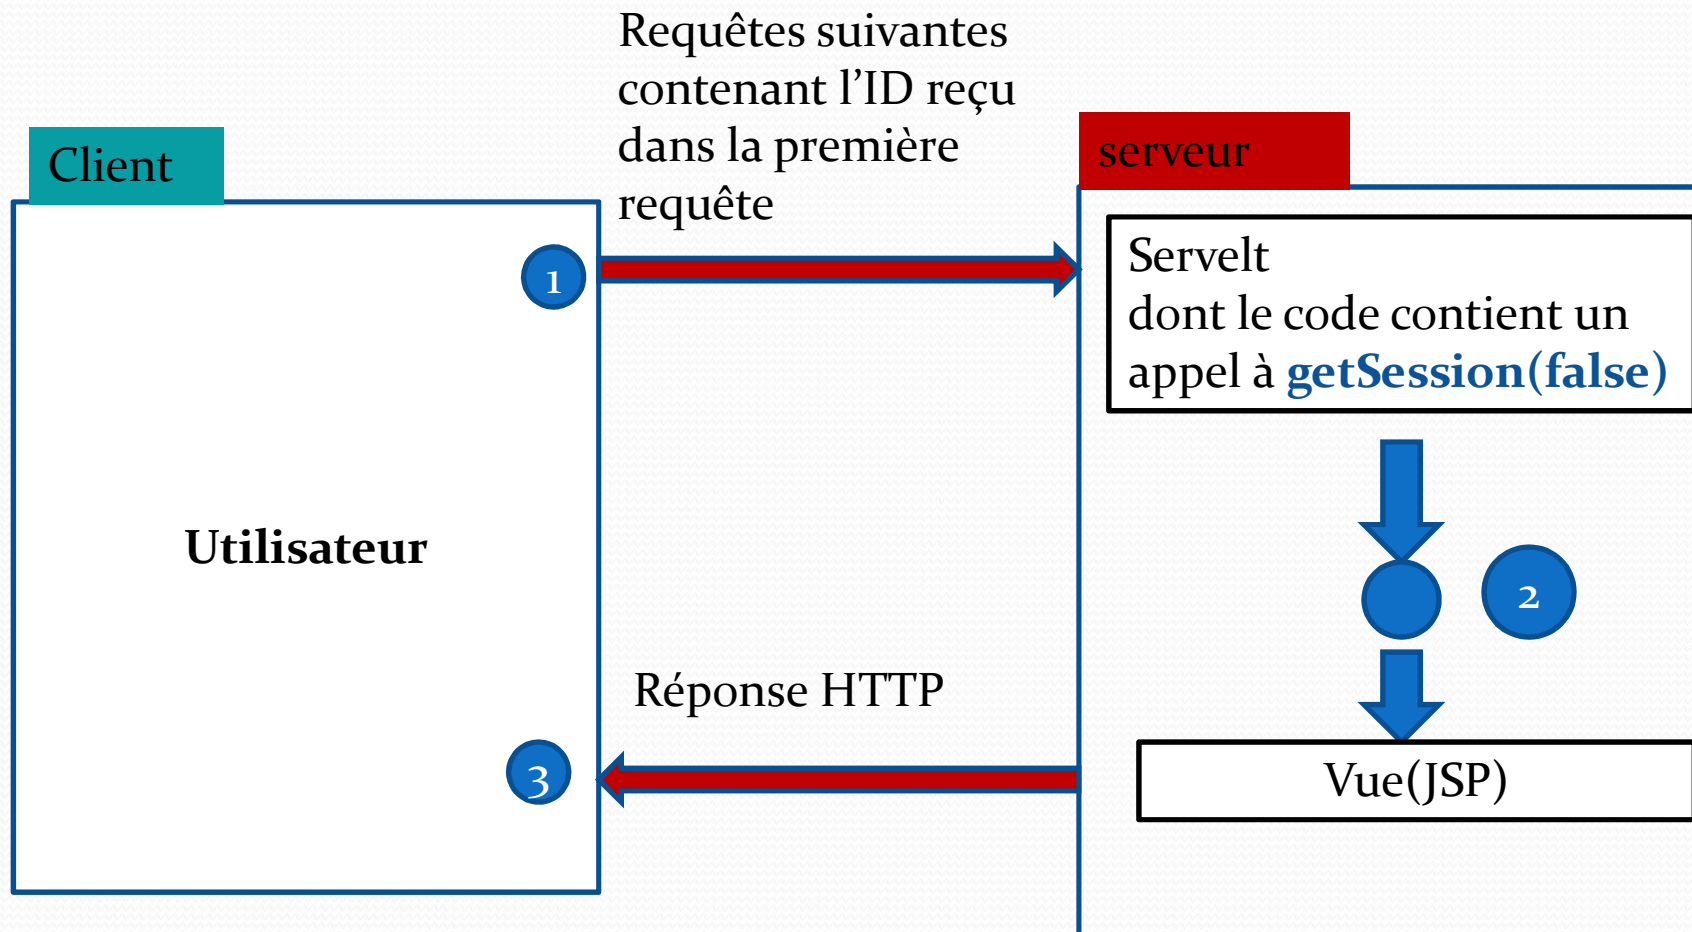 Requêtes suivantes
contenant l’ID reçu
dans la première
requête
Client
serveur
1
Servelt
dont le code contient un
appel à getSession(false)
Utilisateur
2
Réponse HTTP
3
Vue(JSP)